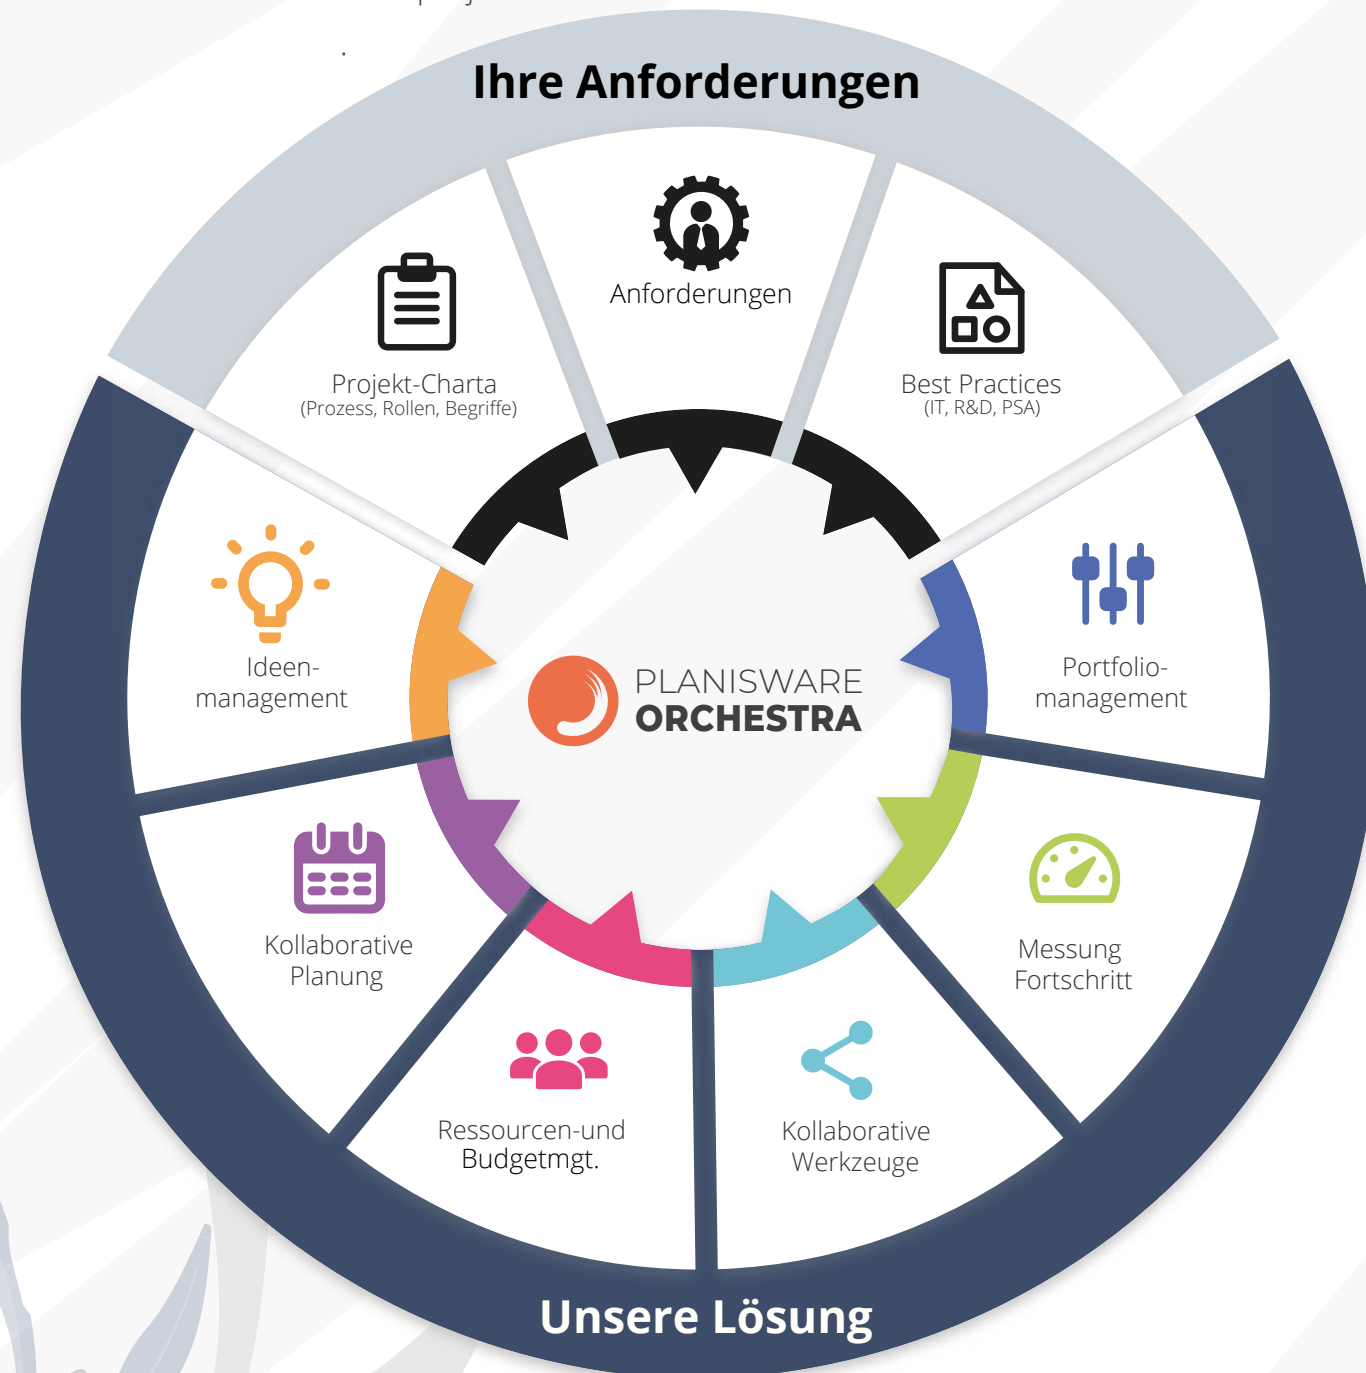 Ihre Anforderungen
Anforderungen
Projekt-Charta
(Prozess, Rollen, Begriffe)
Best Practices
(IT, R&D, PSA)
Ideen-
management
PLANISWARE
ORCHESTRA
Portfolio-
management
Kollaborative
Planung
Messung
Fortschritt
Ressourcen-und
Budgetmgt.
Kollaborative
Werkzeuge
Unsere Lösung